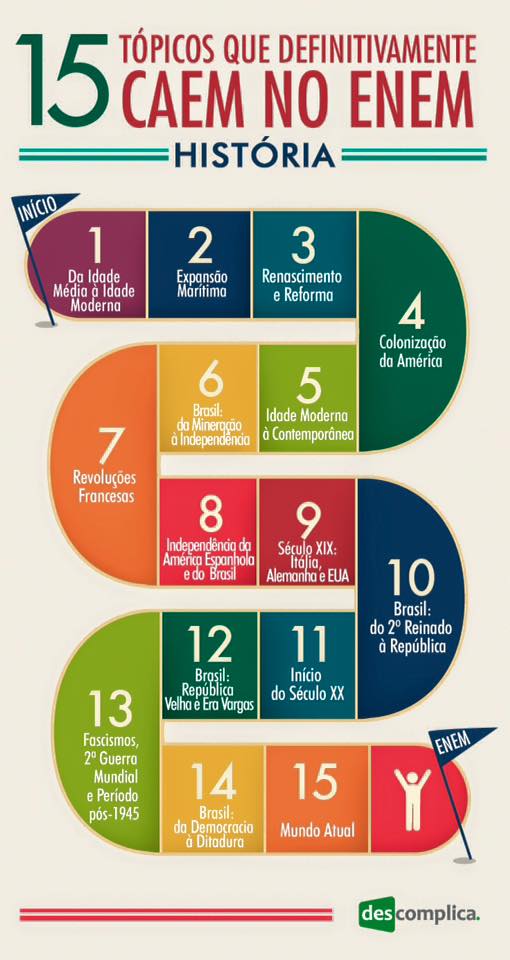 15 TÓPICOS QUE DEFINITIVAMENTE
CAEM NO ENEM
HISTÓRIA
INÍCIO
1
Da Idade
Média à Idade
Moderna
2
Expansão
Marítima
3
Renascimento
e Reforma
4
Colonização
da América
5
Idade Moderna
à Contemporânea
6
Brasil:
da Mineração
à Independência
7
Revoluções
Francesas
8
Independência da
América Espanhola
e do Brasil
9
Século XIX:
Itália,
Alemanha e EUA
10
Brasil:
do 2º Reinado
à República
11
Início
do Século XX
12
Brasil:
República
Velha e Era Vargas
13
Fascismos,
2ª Guerra
Mundial
e Período
pós-1945
14
Brasil:
da Democracia
à Ditadura
15
Mundo Atual
ENEM
descomplica.